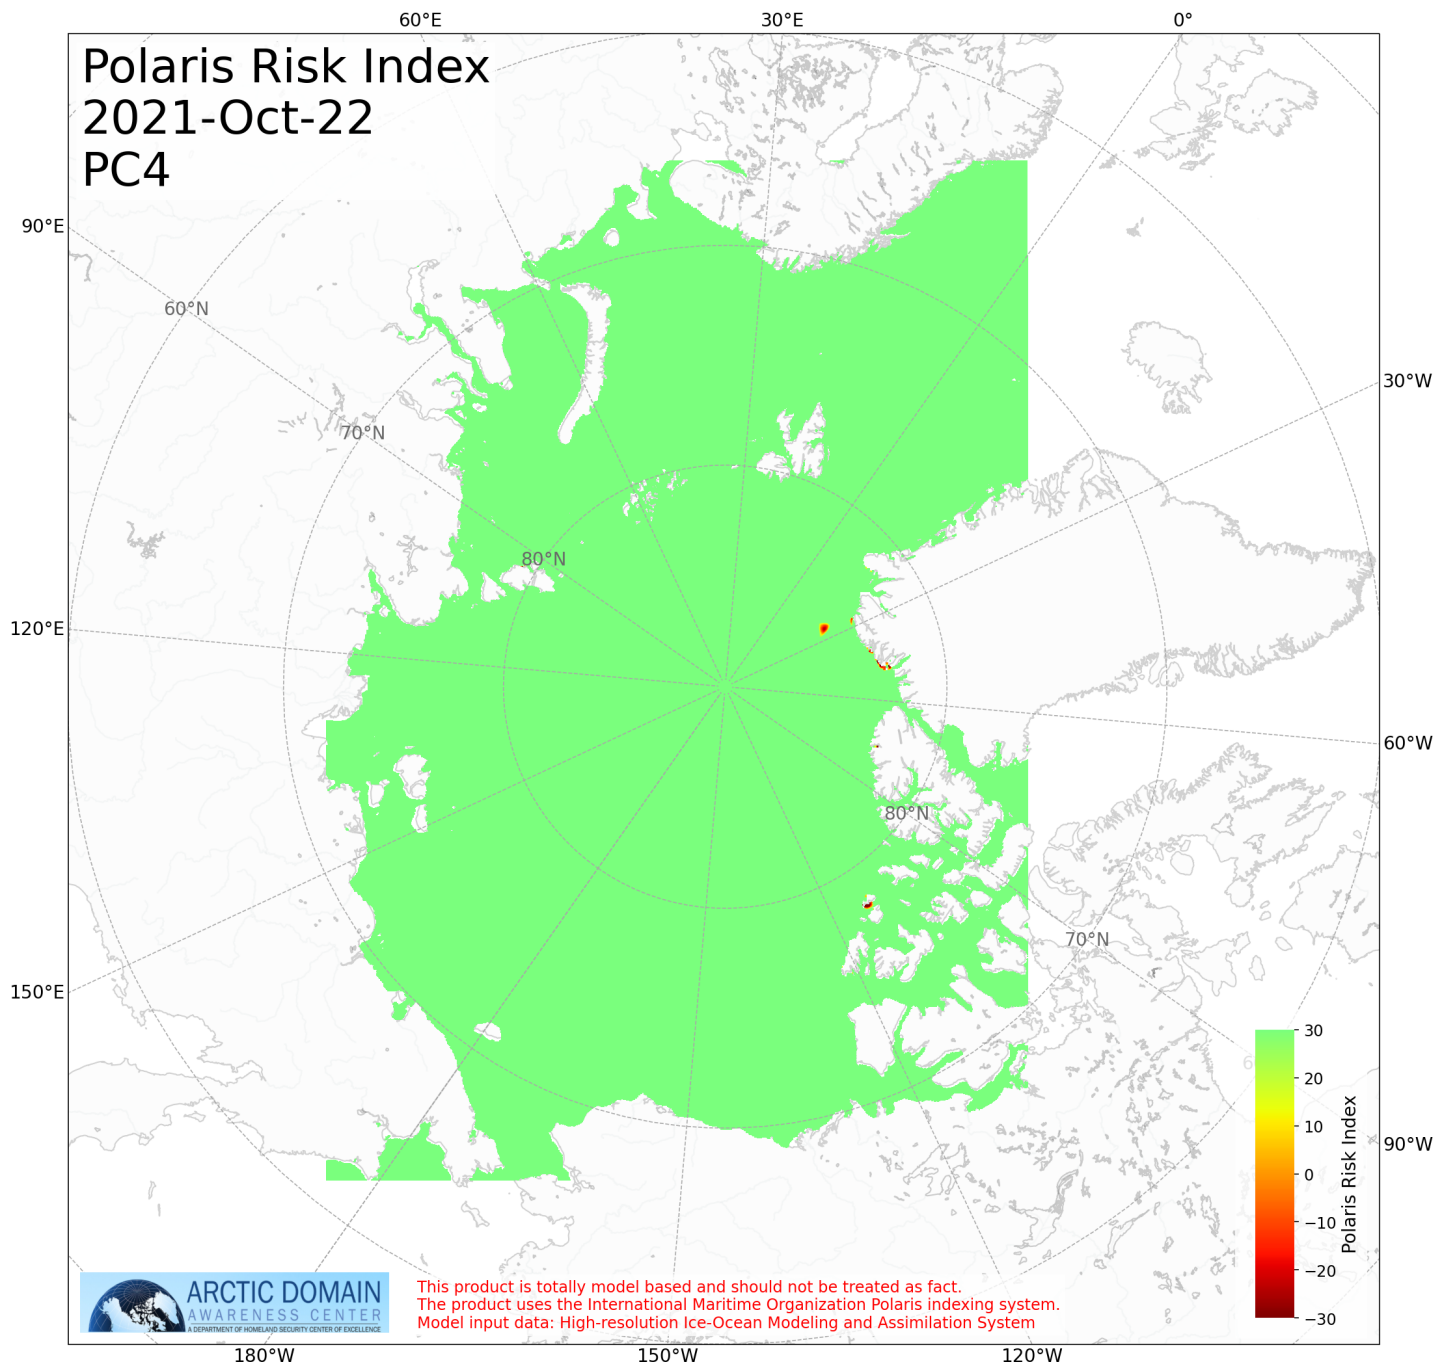 60°E
30°E
0°
Polaris Risk Index
2021-Oct-22
PC4
90°E
60°N
30°W
70°N
80°N
120°E
60°W
80°N
70°N
150°E
30
20
10
0
−10
−20
−30
Polaris Risk Index
90°W
ARCTIC DOMAIN
AWARENESS CENTER
A DEPARTMENT OF HOMELAND SECURITY CENTER OF EXCELLENCE
This product is totally model based and should not be treated as fact.
The product uses the International Maritime Organization Polaris indexing system.
Model input data: High-resolution Ice-Ocean Modeling and Assimilation System
180°W
150°W
120°W